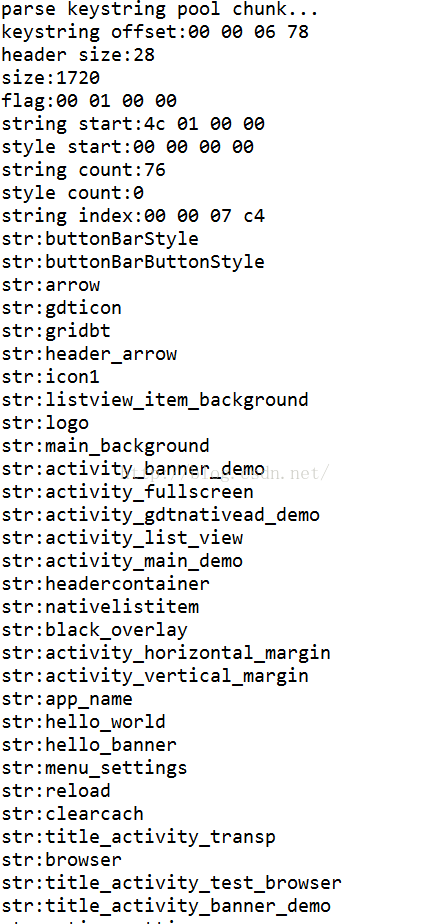 parse keystring pool chunk...
keystring offset:00 00 06 78
header size:28
size:1720
flag:00 01 00 00
string start:4c 01 00 00
style start:00 00 00 00
string count:76
style count:0
string index:00 00 07 c4
str:buttonBarStyle
str:buttonBarButtonStyle
str:arrow
str:gdticon
str:gridbt
str:header_arrow
str:icon1
str:listview_item_background
str:logo
str:main_background
str:activity_banner_demo
http://blog.csdn.net/
str:activity_fullscreen
str:activity_gdtnativead_demo
str:activity_list_view
str:activity_main_demo
str:headercontainer
str:nativelistitem
str:black_overlay
str:activity_horizontal_margin
str:activity_vertical_margin
str:app_name
str:hello_world
str:hello_banner
str:menu_settings
str:reload
str:clearcach
str:title_activity_transp
str:browser
str:title_activity_test_browser
str:title_activity_banner_demo